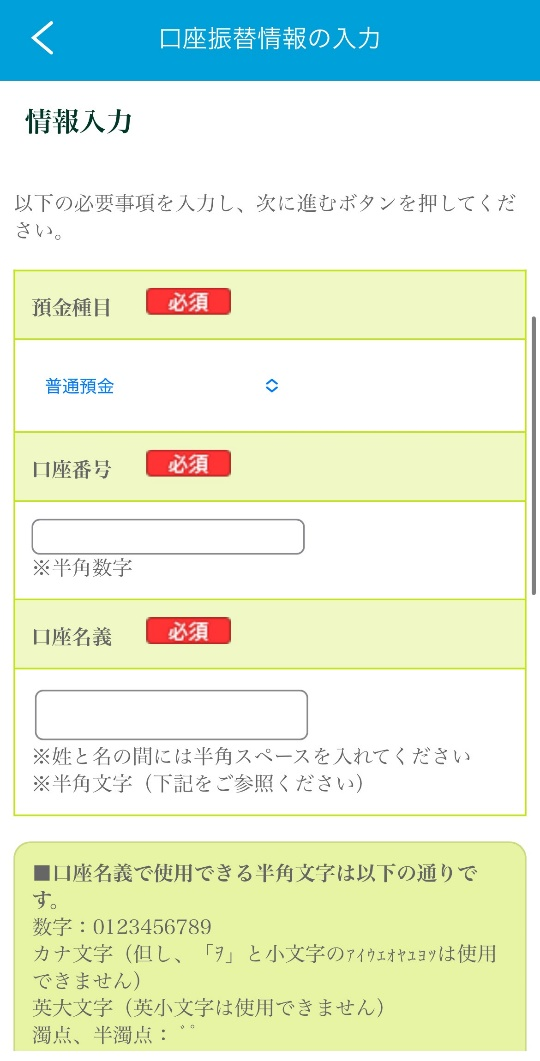 口座振替情報の入力
情報入力
以下の必要事項を入力し、次に進むボタンを押してくだ
さい。
預金種目 必須
普通預金
口座番号 必須
※半角数字
口座名義 必須
※姓と名の間には半角スペースを入れてください
※半角文字（下記をご参照ください）
■口座名義で使用できる半角文字は以下の通りで
す。
数字：0123456789
カナ文字（但し、「ｦ」と小文字のｧｨｩｪｫｬｭｮｯは使用
できません）
英大文字（英小文字は使用できません）
濁点、半濁点：ﾞﾟ